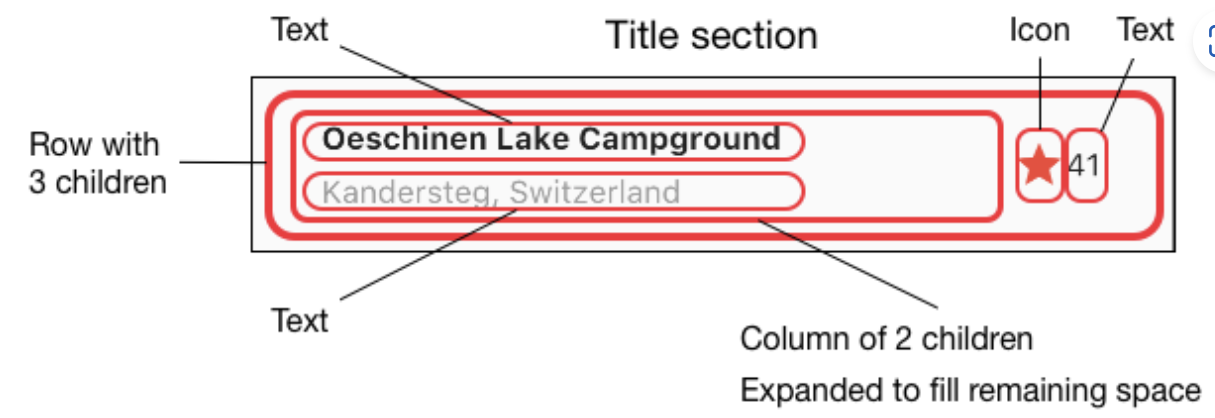 Text
Title section
Icon
Text
Row with
3 children
Oeschinen Lake Campground
Kandersteg, Switzerland
41
Text
Column of 2 children
Expanded to fill remaining space